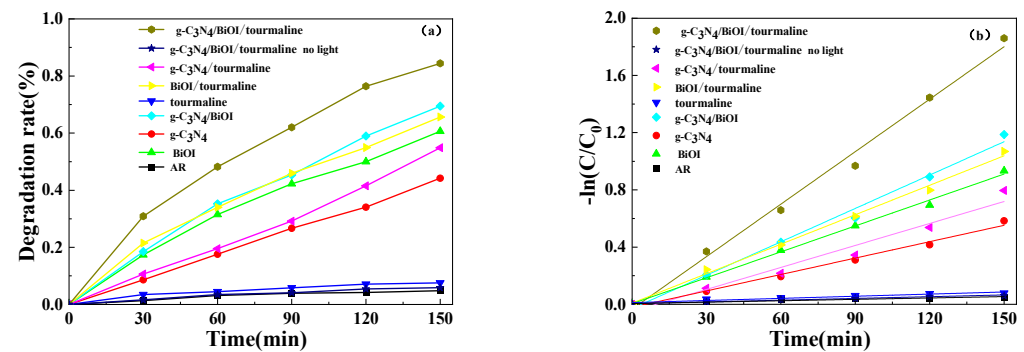 (a)
g-C3N4/BiOI/tourmaline
g-C3N4/BiOI/tourmaline no light
g-C3N4/tourmaline
BiOI/tourmaline
tourmaline
g-C3N4/BiOI
g-C3N4
BiOI
AR
Degradation rate(%)
1.0
0.8
0.6
0.4
0.2
0.0
0 30 60 90 120 150
Time(min)
(b)
g-C3N4/BiOI/tourmaline
g-C3N4/BiOI/tourmaline no light
g-C3N4/tourmaline
BiOI/tourmaline
tourmaline
g-C3N4/BiOI
g-C3N4
BiOI
AR
-ln(C/C0)
2.0
1.6
1.2
0.8
0.4
0.0
0 30 60 90 120 150
Time(min)